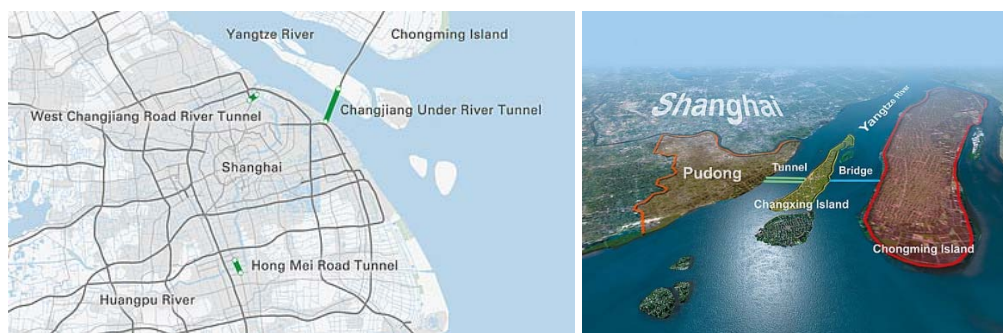 Yangtze River
Chongming Island
West Changjiang Road River Tunnel
Changjiang Under River Tunnel
Shanghai
Hong Mei Road Tunnel
Huangpu River
Shanghai
Yangtze River
Pudong
Tunnel
Bridge
Changxing Island
Chongming Island